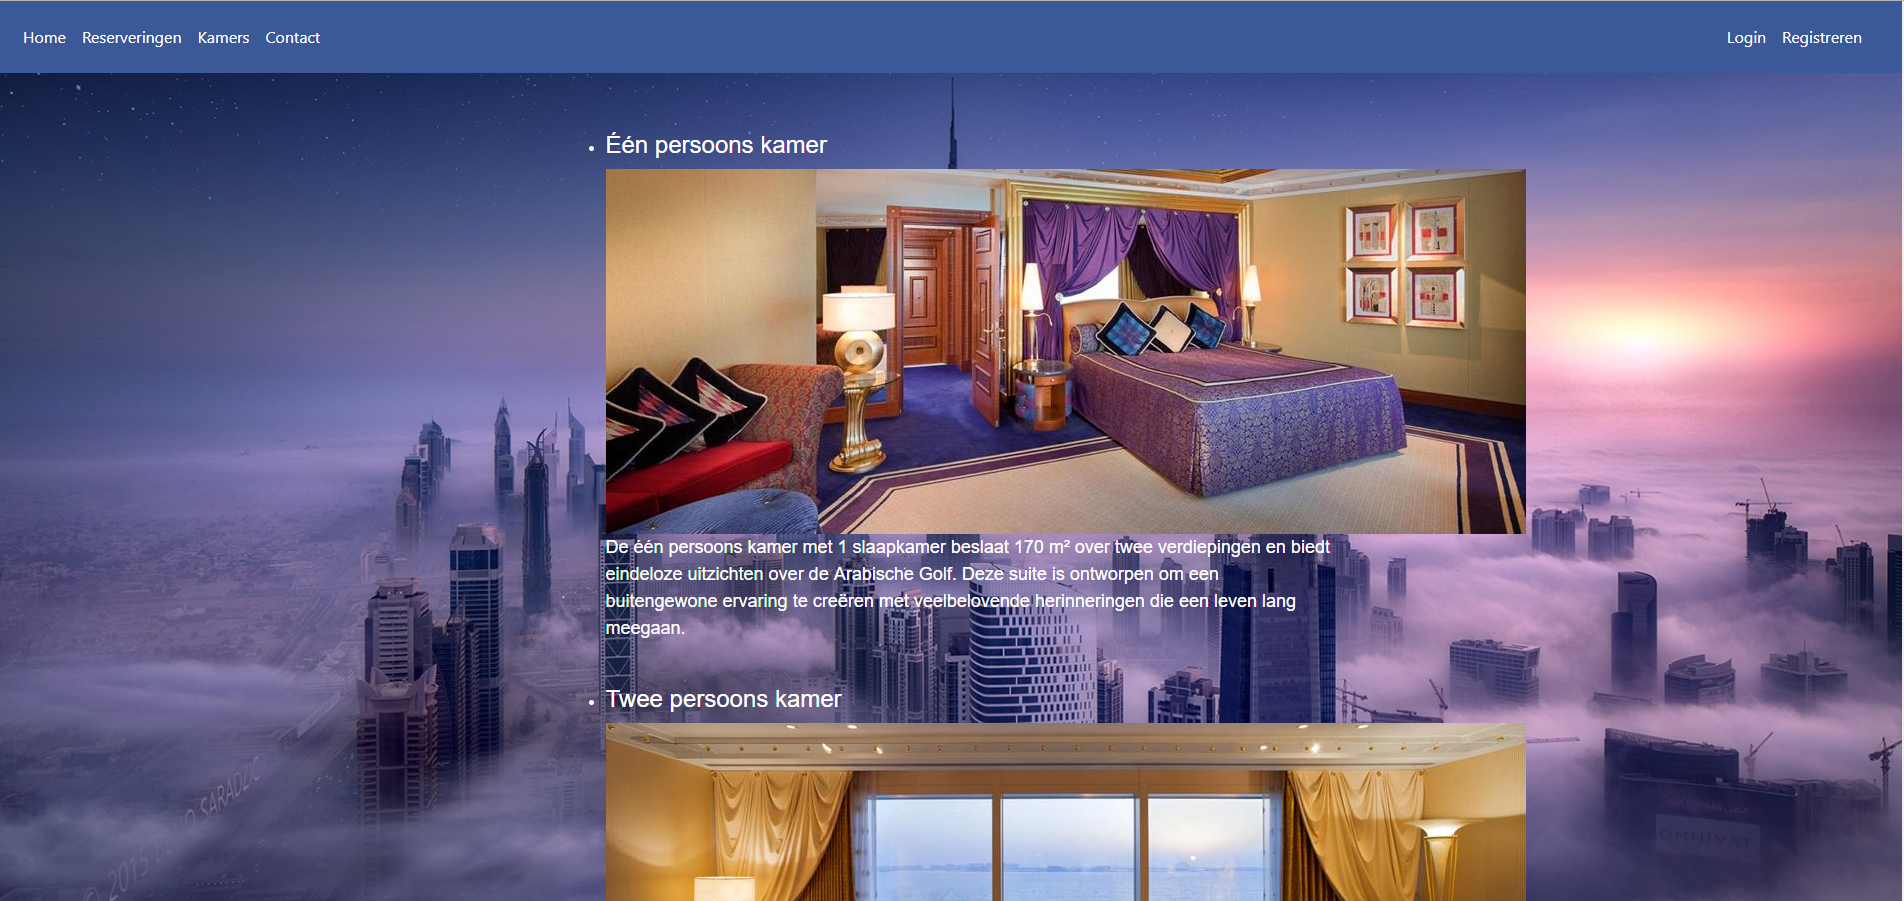 Home Reserveringen Kamers Contact Login Registreren
Één persoons kamer
De één persoons kamer met 1 slaapkamer beslaat 170 m² over twee verdiepingen en biedt
eindeloze uitzichten over de Arabische Golf. Deze suite is ontworpen om een
buitengewone ervaring te creëren met veelbelovende herinneringen die een leven lang
meegaan.
Twee persoons kamer
OMNIYAT